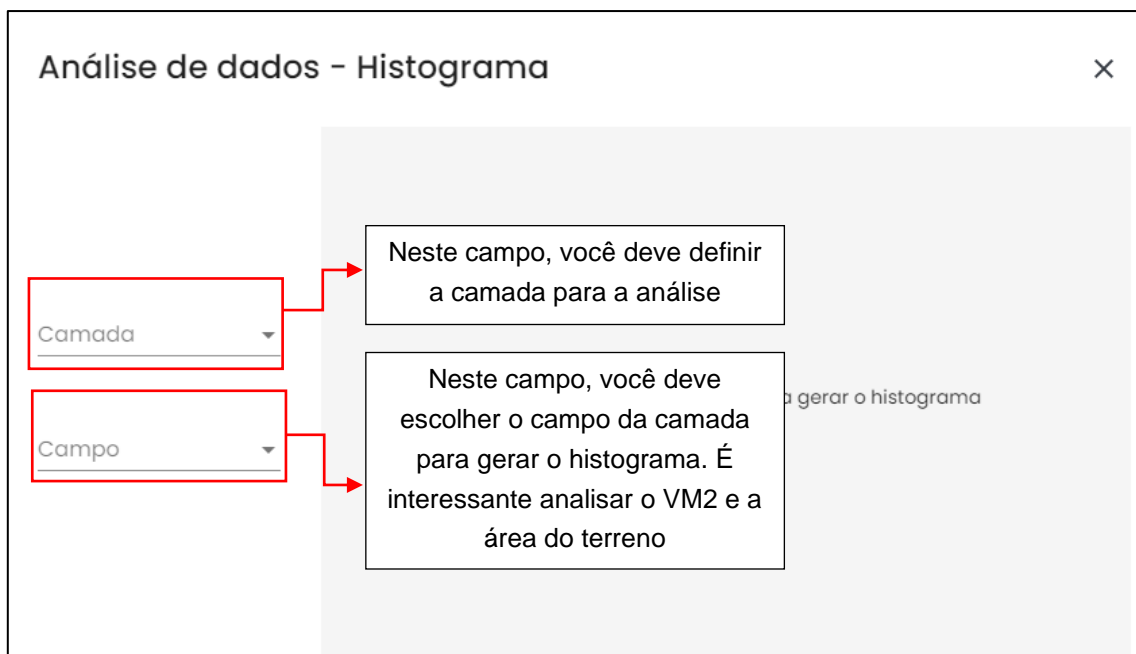 Análise de dados - Histograma
Neste campo, você deve definir
a camada para a análise
Camada
Neste campo, você deve
escolher o campo da camada
para gerar o histograma. É
interessante analisar o VM2 e a
área do terreno
gerar o histograma
Campo